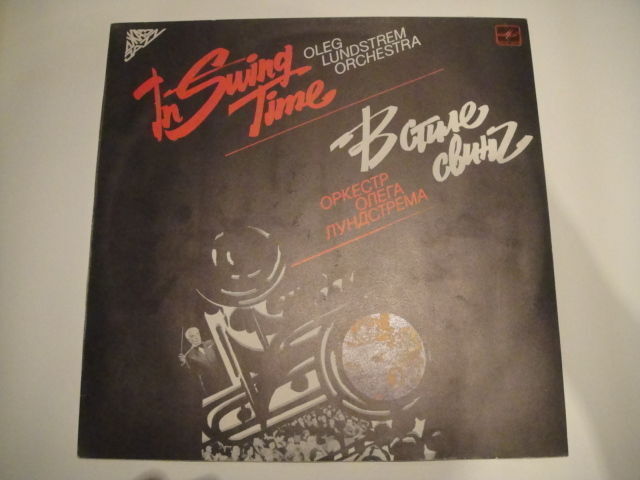 In Swing
Time
OLEG
LUNDSTREM
ORCHESTRA
В стиле
свинг
ОРКЕСТР
ОЛЕГА
ЛУНДСТРЕМА